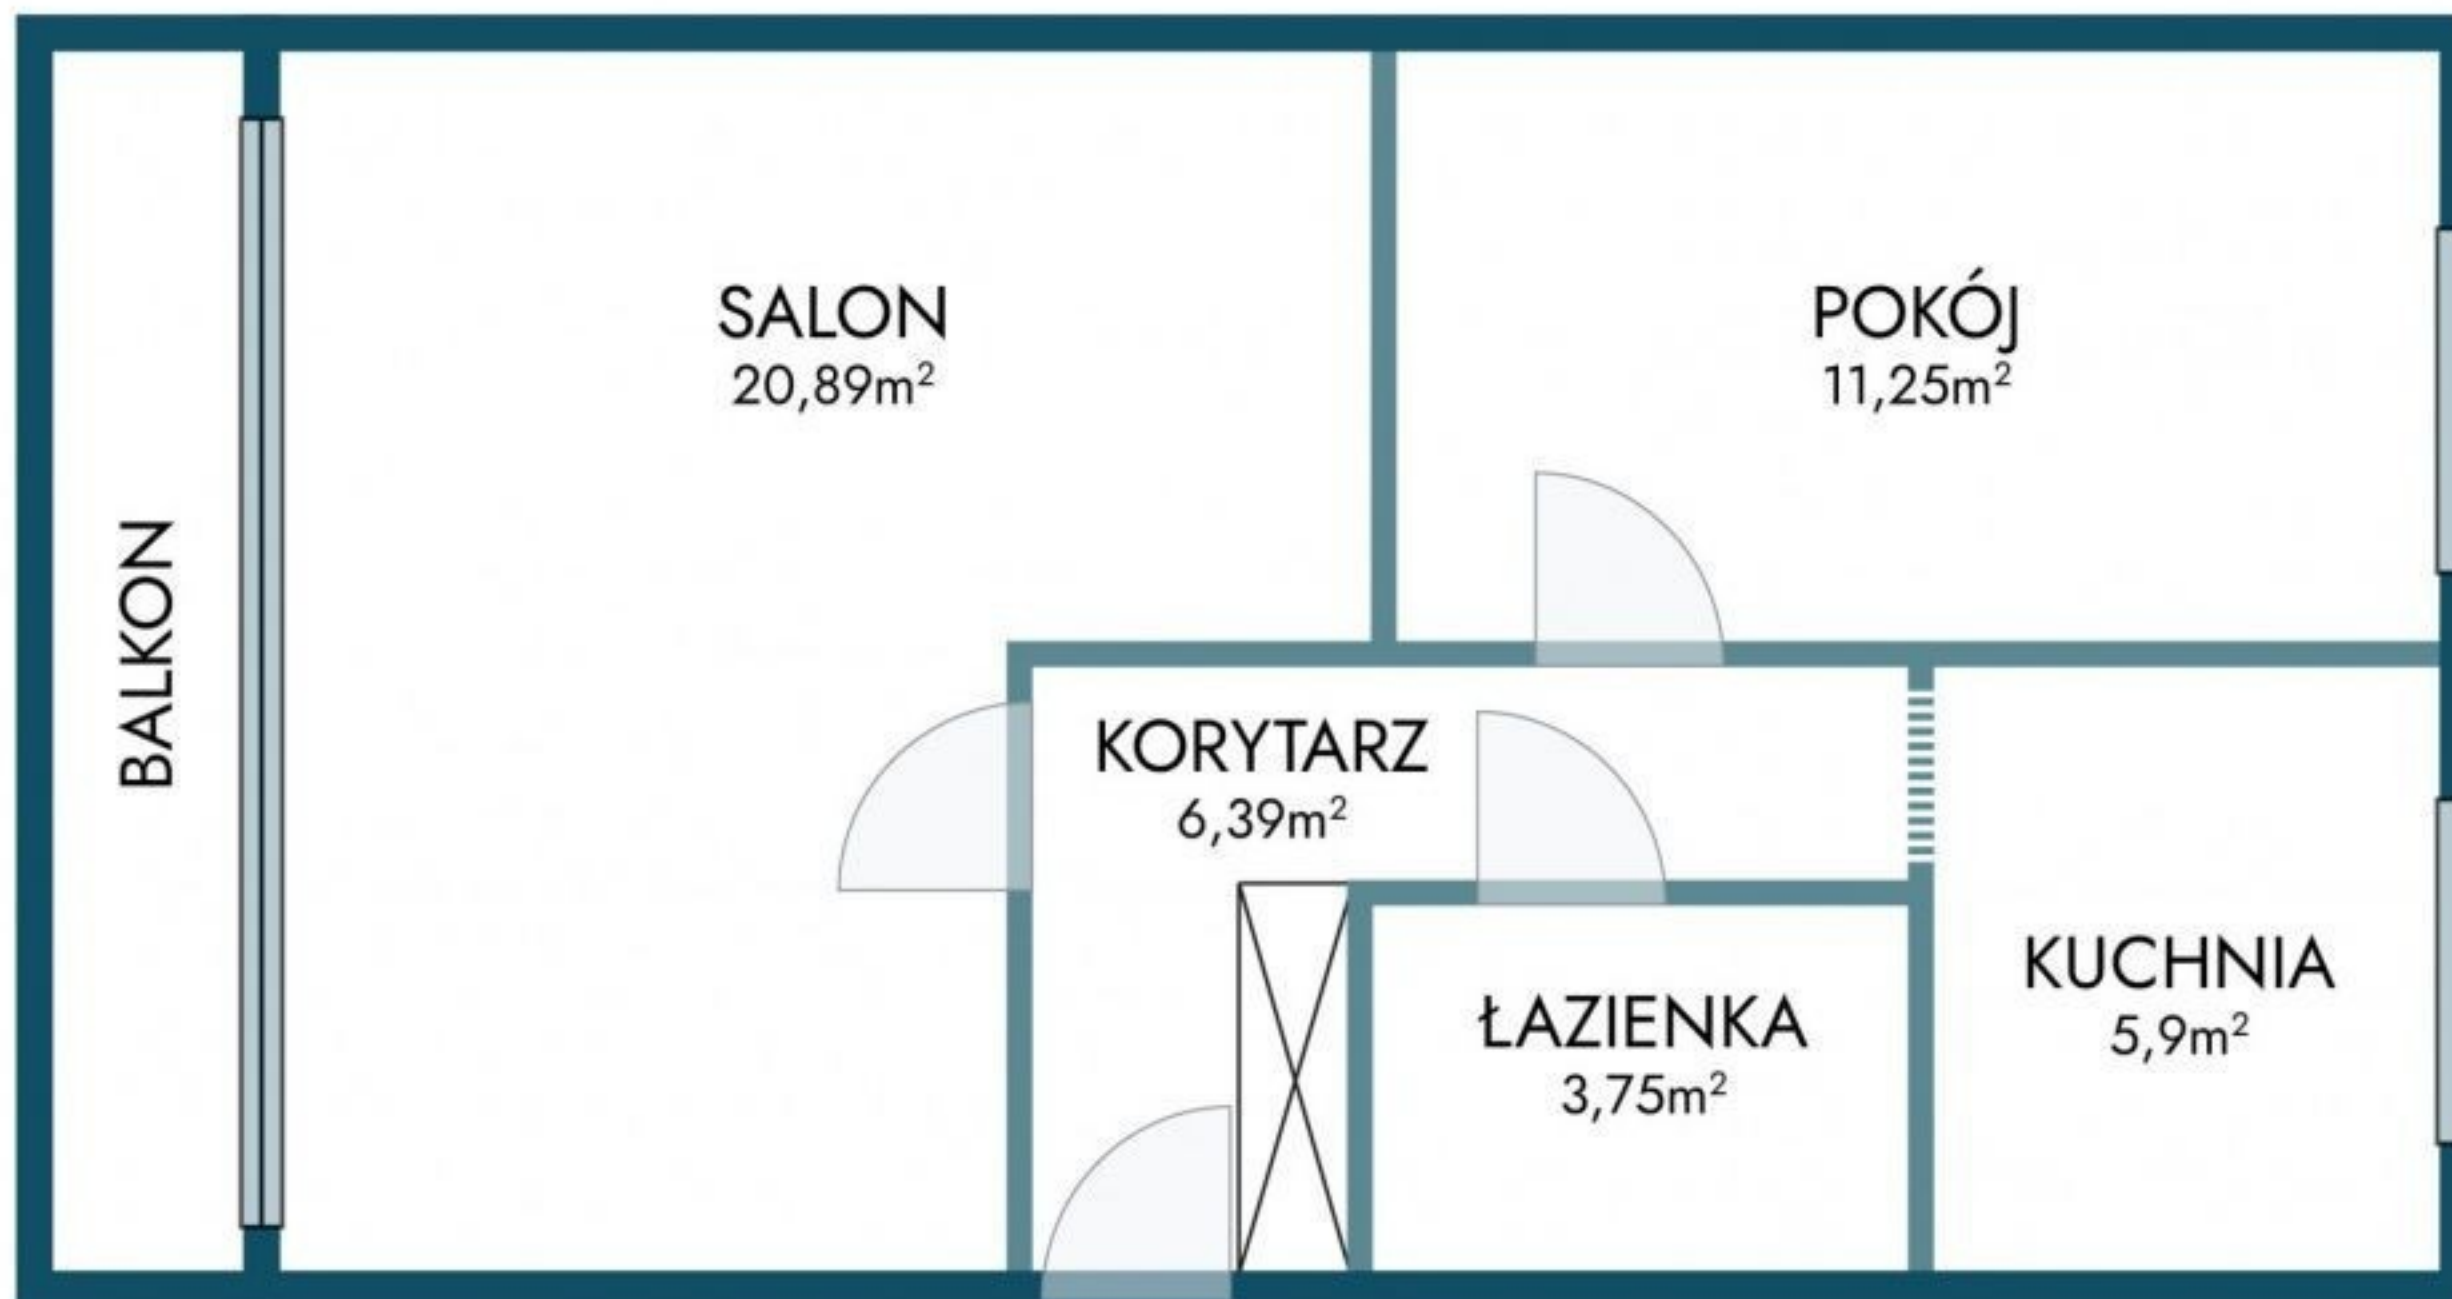 SALON
20,89m²
POKÓJ
11,25m²
BALKON
KORYTARZ
6,39m²
ŁAZIENKA
3,75m²
KUCHNIA
5,9m²